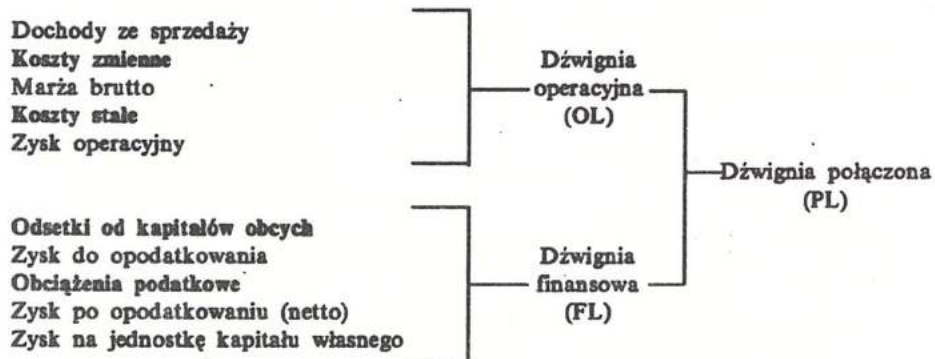 Dochody ze sprzedaży
Koszty zmienne
Marża brutto
Koszty stałe
Zysk operacyjny
Dźwignia
operacyjna
(OL)
Dźwignia połączona
(PL)
Odsetki od kapitałów obcych
Zysk do opodatkowania
Obciążenia podatkowe
Zysk po opodatkowaniu (netto)
Zysk na jednostkę kapitału własnego
Dźwignia
finansowa
(FL)